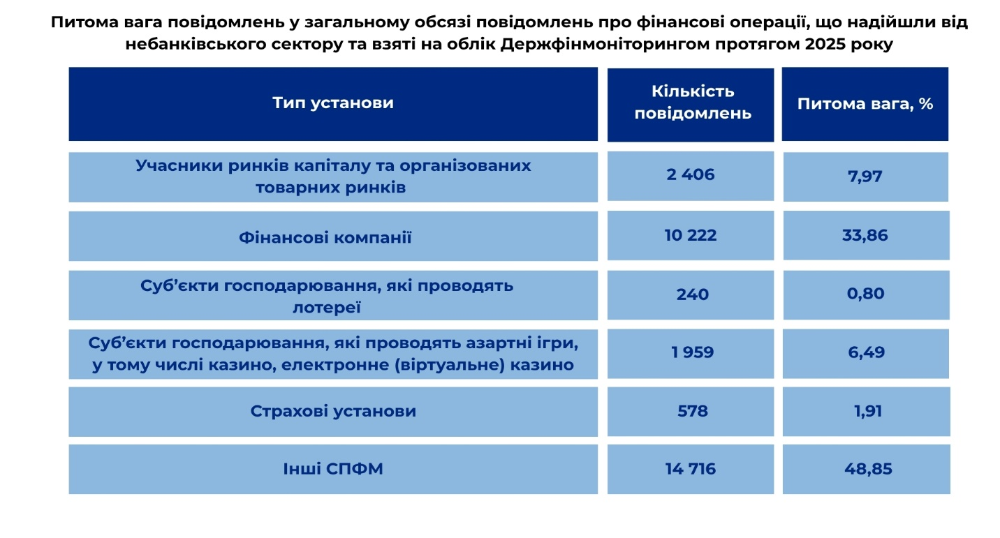 Питома вага повідомлень у загальному обсязі повідомлень про фінансові операції, що надійшли від
небанківського сектору та взяті на облік Держфінмоніторингом протягом 2025 року
Тип установи
Кількість
повідомлень
Питома вага, %
Учасники ринків капіталу та організованих
товарних ринків
2 406
7,97
Фінансові компанії
10 222
33,86
Суб’єкти господарювання, які проводять
лотереї
240
0,80
Суб’єкти господарювання, які проводять азартні ігри,
у тому числі казино, електронне (віртуальне) казино
1 959
6,49
Страхові установи
578
1,91
Інші СПФМ
14 716
48,85